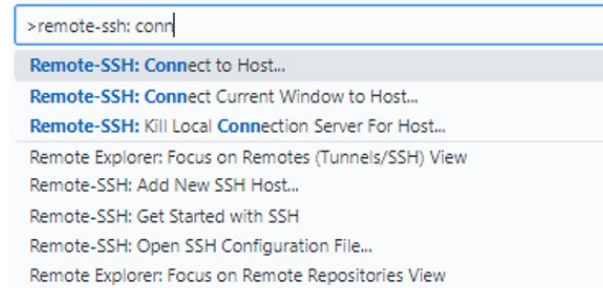 >remote-ssh: conn
Remote-SSH: Connect to Host...
Remote-SSH: Connect Current Window to Host...
Remote-SSH: Kill Local Connection Server For Host...
Remote Explorer: Focus on Remotes (Tunnels/SSH) View
Remote-SSH: Add New SSH Host...
Remote-SSH: Get Started with SSH
Remote-SSH: Open SSH Configuration File...
Remote Explorer: Focus on Remote Repositories View